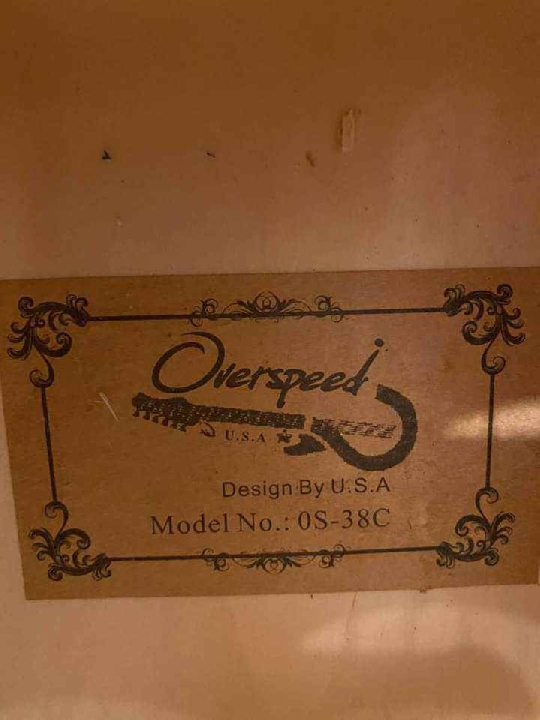 Overspeed
U.S.A
Design By U.S.A
Model No.: 0S-38C